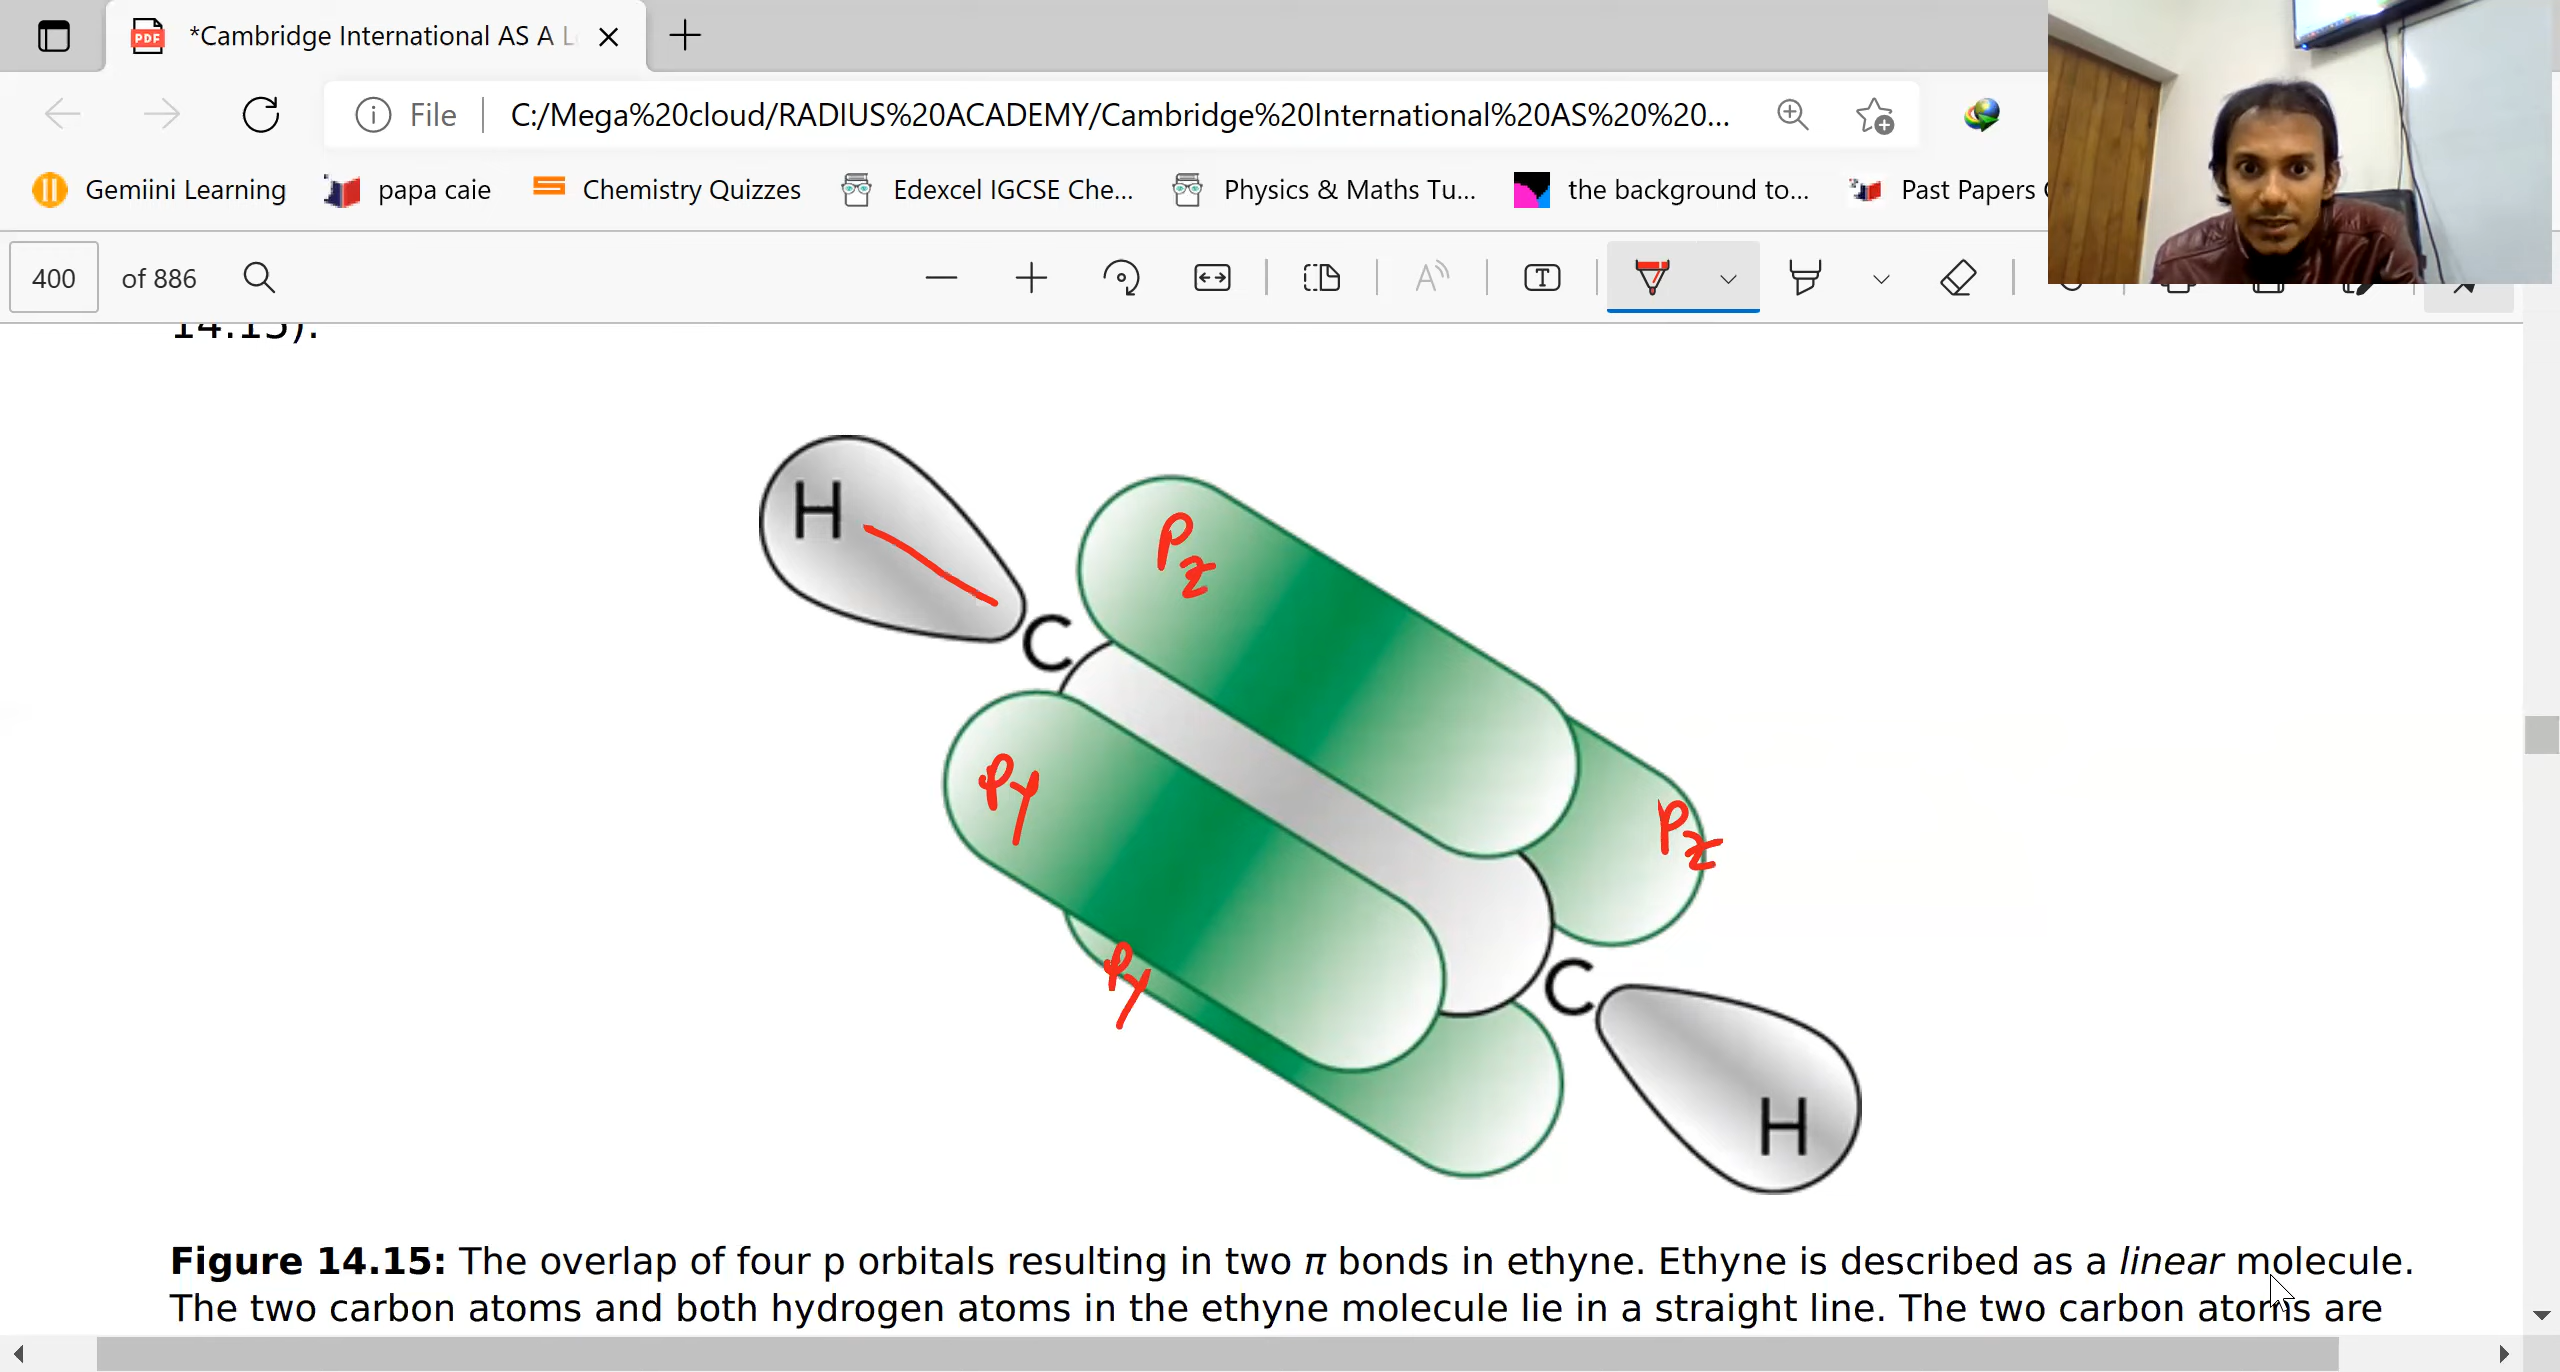 *Cambridge International AS A L
File C:/Mega%20cloud/RADIUS%20ACADEMY/Cambridge%20International%20AS%20%20...
Gemiini Learning papa caie Chemistry Quizzes Edexcel IGCSE Che... Physics & Maths Tu... the background to... Past Papers
400 of 886
14.15).
H
Pz
C
Py
Pz
Py
C
H
Figure 14.15: The overlap of four p orbitals resulting in two π bonds in ethyne. Ethyne is described as a linear molecule.
The two carbon atoms and both hydrogen atoms in the ethyne molecule lie in a straight line. The two carbon atoms are